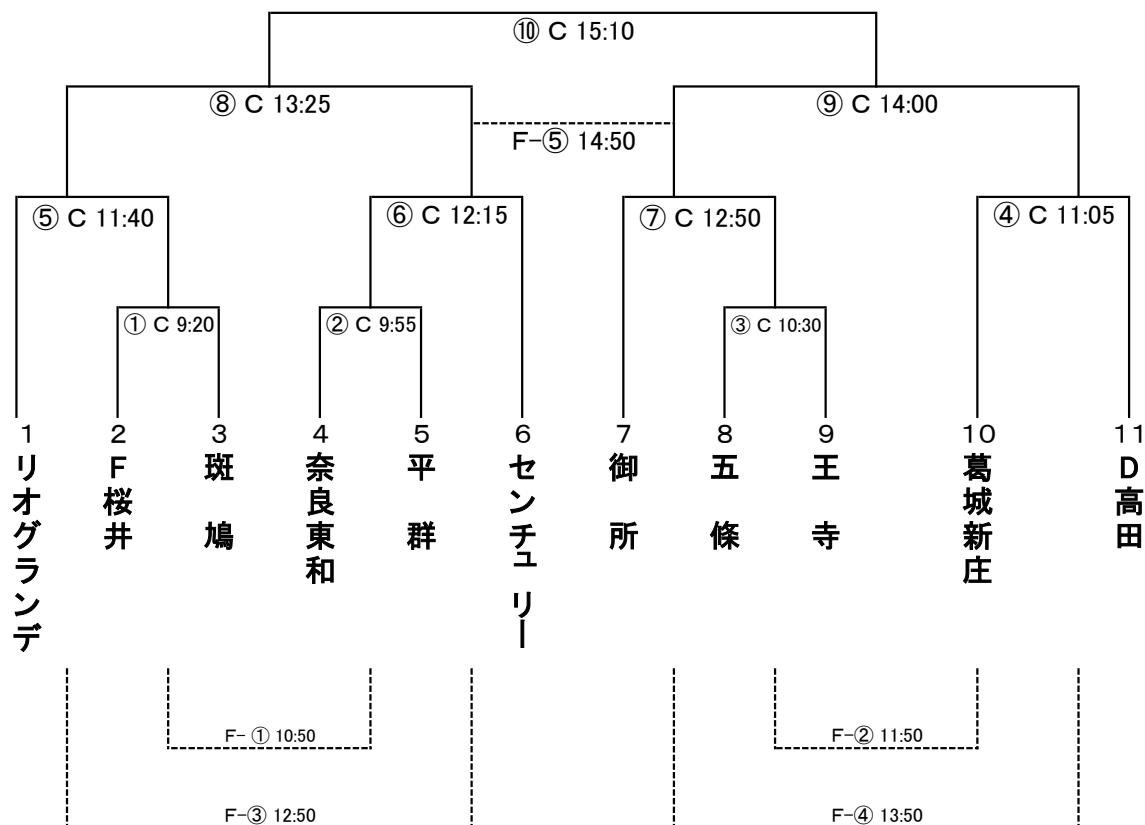 ⑩ C 15:10
⑧ C 13:25
⑨ C 14:00
F-⑤ 14:50
⑤ C 11:40
⑥ C 12:15
⑦ C 12:50
④ C 11:05
① C 9:20
② C 9:55
③ C 10:30
1
2
3
4
5
6
7
8
9
10
11
リオグランデ
F桜井
斑鳩
奈良東和
平群
センチュリー
御所
五條
王寺
葛城新庄
D高田
F- ① 10:50
F-② 11:50
F-③ 12:50
F-④ 13:50